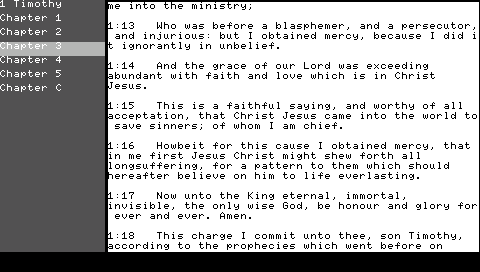 1 Timothy
Chapter 1
Chapter 2
Chapter 3
Chapter 4
Chapter 5
Chapter C
me into the ministry;
1:13 Who was before a blasphemer, and a persecutor,
and injurious: but I obtained mercy, because I did i
t ignorantly in unbelief.
1:14 And the grace of our Lord was exceeding
abundant with faith and love which is in Christ
Jesus.
1:15 This is a faithful saying, and worthy of all
acceptation, that Christ Jesus came into the world to
save sinners; of whom I am chief.
1:16 Howbeit for this cause I obtained mercy, that
in me first Jesus Christ might shew forth all
longsuffering, for a pattern to them which should
hereafter believe on him to life everlasting.
1:17 Now unto the King eternal, immortal,
invisible, the only wise God, be honour and glory for
ever and ever. Amen.
1:18 This charge I commit unto thee, son Timothy,
according to the prophecies which went before on